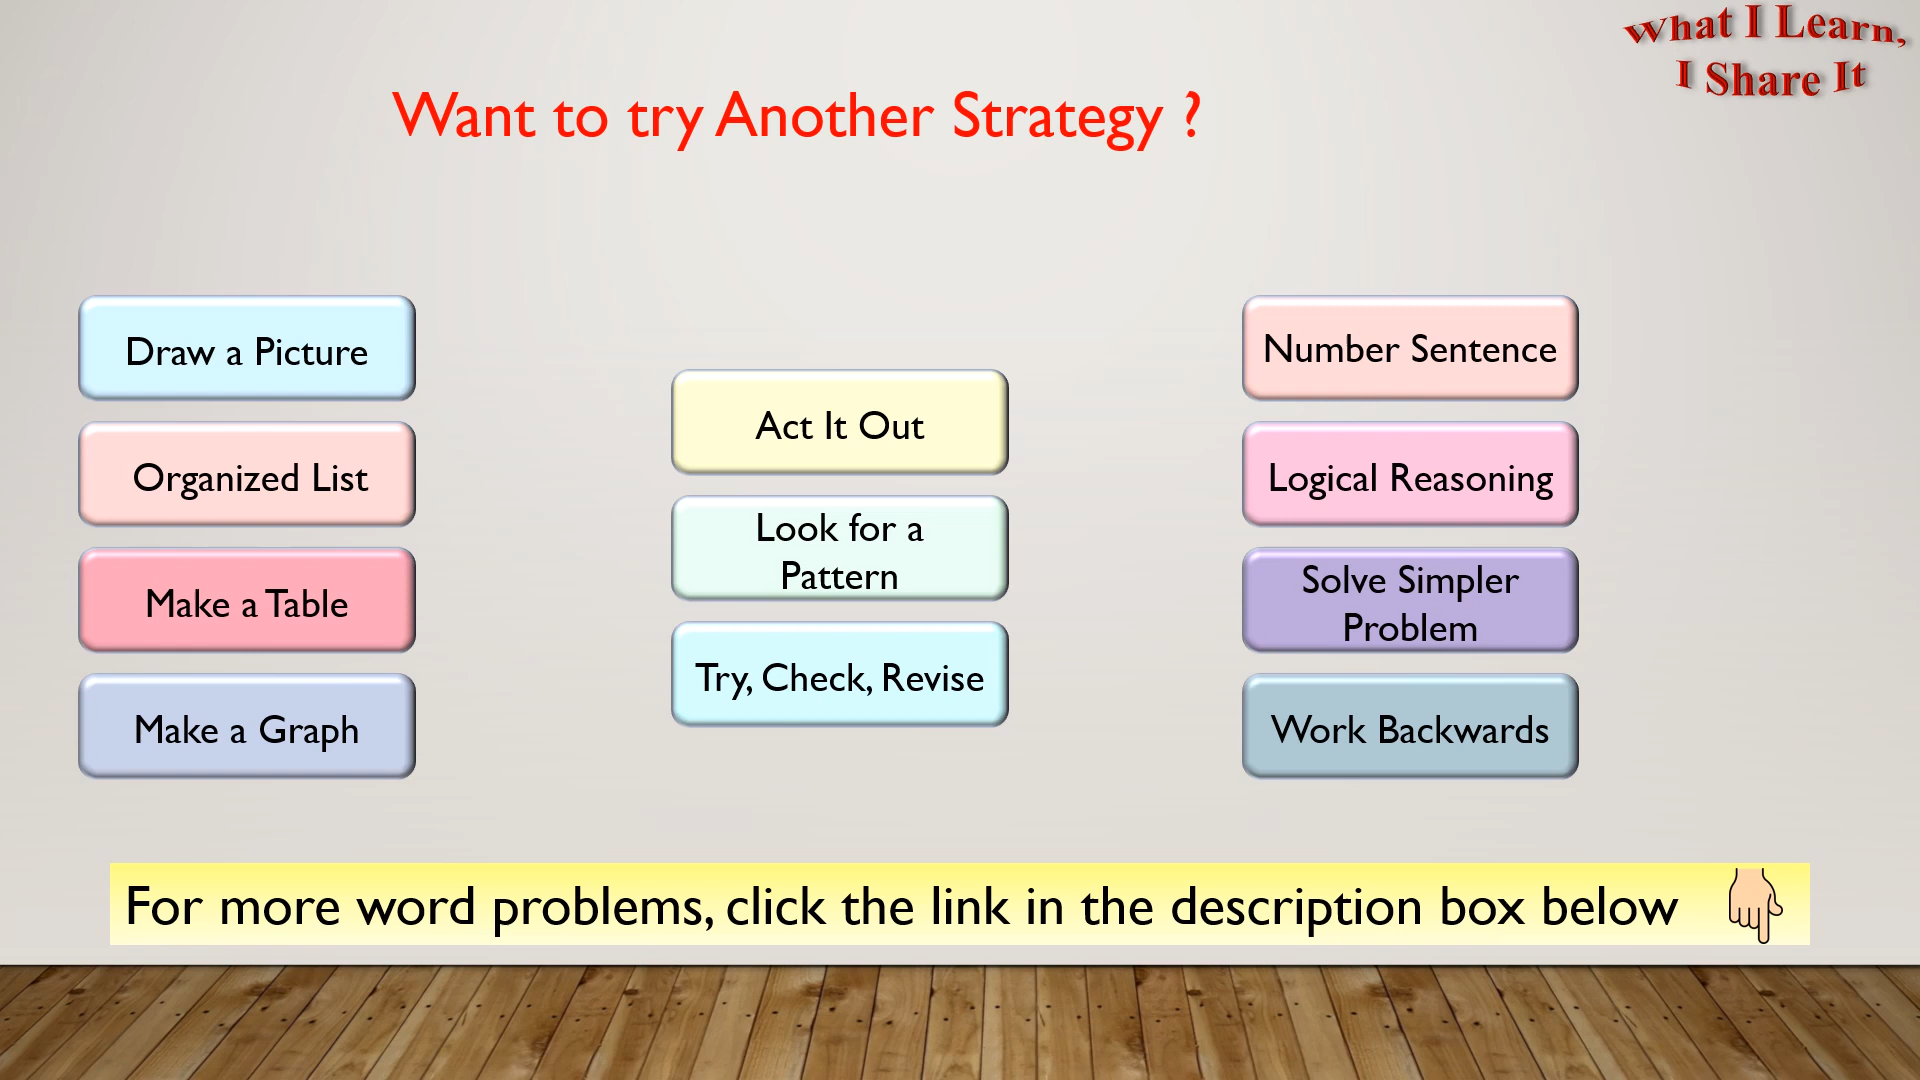 What I Learn,
I Share It
Want to try Another Strategy ?
Draw a Picture
Organized List
Make a Table
Make a Graph
Act It Out
Look for a
Pattern
Try, Check, Revise
Number Sentence
Logical Reasoning
Solve Simpler
Problem
Work Backwards
For more word problems, click the link in the description box below